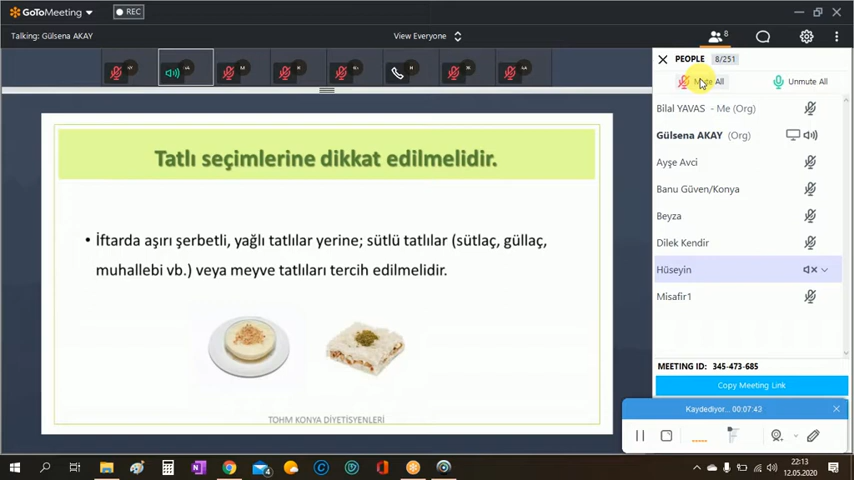 GoToMeeting
REC
Talking: Gülsena AKAY
View Everyone
8
PEOPLE 8/251
Mute All
Unmute All
Bilal YAVAS - Me (Org)
Gülsena AKAY (Org)
Ayşe Avci
Banu Güven/Konya
Beyza
Dilek Kendir
Hüseyin
Misafir1
Tatlı seçimlerine dikkat edilmelidir.
• İftarda aşırı şerbetli, yağlı tatlılar yerine; sütlü tatlılar (sütlaç, güllaç,
muhallebi vb.) veya meyve tatlıları tercih edilmelidir.
TOHM KONYA DİYETİSYENLERİ
MEETING ID: 345-473-685
Copy Meeting Link
Kaydediyor... 00:07:43
22:13
12.05.2020